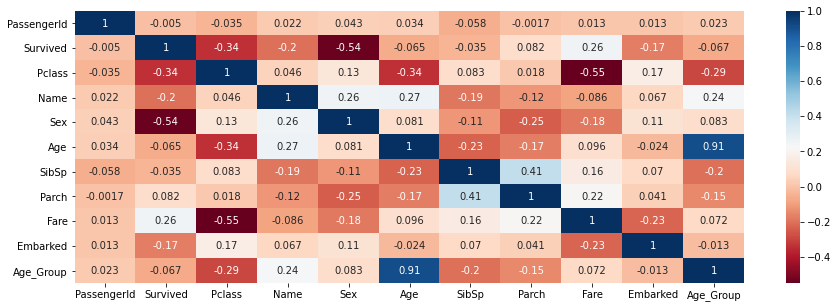 1.0
PassengerId 1 -0.005 -0.035 0.022 0.043 0.034 -0.058 -0.0017 0.013 0.013 0.023
Survived -0.005 1 -0.34 -0.2 -0.54 -0.065 -0.035 0.082 0.26 -0.17 -0.067
0.8
Pclass -0.035 -0.34 1 0.046 0.13 -0.34 0.083 0.018 -0.55 0.17 -0.29
0.6
Name 0.022 -0.2 0.046 1 0.26 0.27 -0.19 -0.12 -0.086 0.067 0.24
Sex 0.043 -0.54 0.13 0.26 1 0.081 -0.11 -0.25 -0.18 0.11 0.083
0.4
Age 0.034 -0.065 -0.34 0.27 0.081 1 -0.23 -0.17 0.096 -0.024 0.91
0.2
SibSp -0.058 -0.035 0.083 -0.19 -0.11 -0.23 1 0.41 0.16 0.07 -0.2
0.0
Parch -0.0017 0.082 0.018 -0.12 -0.25 -0.17 0.41 1 0.22 0.041 -0.15
Fare 0.013 0.26 -0.55 -0.086 -0.18 0.096 0.16 0.22 1 -0.23 0.072
-0.2
Embarked 0.013 -0.17 0.17 0.067 0.11 -0.024 0.07 0.041 -0.23 1 -0.013
-0.4
Age_Group 0.023 -0.067 -0.29 0.24 0.083 0.91 -0.2 -0.15 0.072 -0.013 1
PassengerId Survived Pclass Name Sex Age SibSp Parch Fare Embarked Age_Group